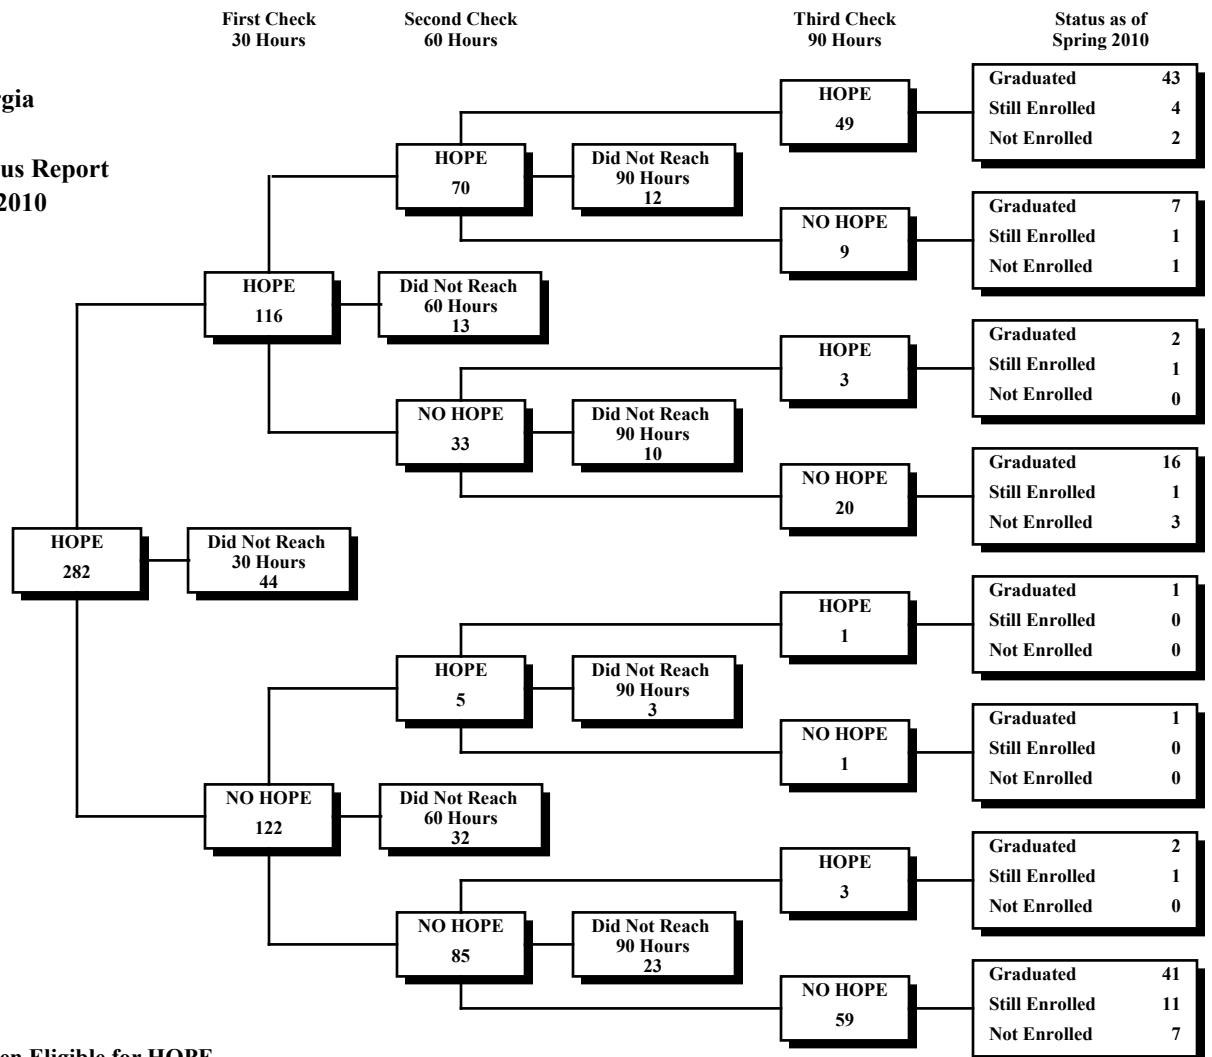 First Check
30 Hours
Second Check
60 Hours
Third Check
90 Hours
Status as of
Spring 2010
rgia
us Report
2010
HOPE
282
Did Not Reach
30 Hours
44
HOPE
116
Did Not Reach
60 Hours
13
NO HOPE
122
Did Not Reach
60 Hours
32
HOPE
70
Did Not Reach
90 Hours
12
NO HOPE
33
Did Not Reach
90 Hours
10
HOPE
5
Did Not Reach
90 Hours
3
NO HOPE
85
Did Not Reach
90 Hours
23
HOPE
49
Graduated 43
Still Enrolled 4
Not Enrolled 2
NO HOPE
9
Graduated 7
Still Enrolled 1
Not Enrolled 1
HOPE
3
Graduated 2
Still Enrolled 1
Not Enrolled 0
NO HOPE
20
Graduated 16
Still Enrolled 1
Not Enrolled 3
HOPE
1
Graduated 1
Still Enrolled 0
Not Enrolled 0
NO HOPE
1
Graduated 1
Still Enrolled 0
Not Enrolled 0
HOPE
3
Graduated 2
Still Enrolled 1
Not Enrolled 0
NO HOPE
59
Graduated 41
Still Enrolled 11
Not Enrolled 7
en Eligible for HOPE